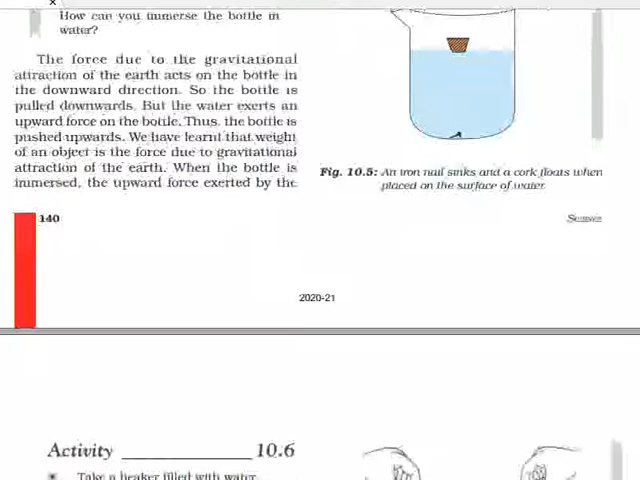 How can you immerse the bottle in
water?
The force due to the gravitational
attraction of the earth acts on the bottle in
the downward direction. So the bottle is
pulled downwards. But the water exerts an
upward force on the bottle. Thus, the bottle is
pushed upwards. We have learnt that weight
of an object is the force due to gravitational
attraction of the earth. When the bottle is
immersed, the upward force exerted by the
140
Fig. 10.5: An iron nail sinks and a cork floats when
placed on the surface of water.
Science
2020-21
Activity ____________ 10.6
Take a beaker filled with water.